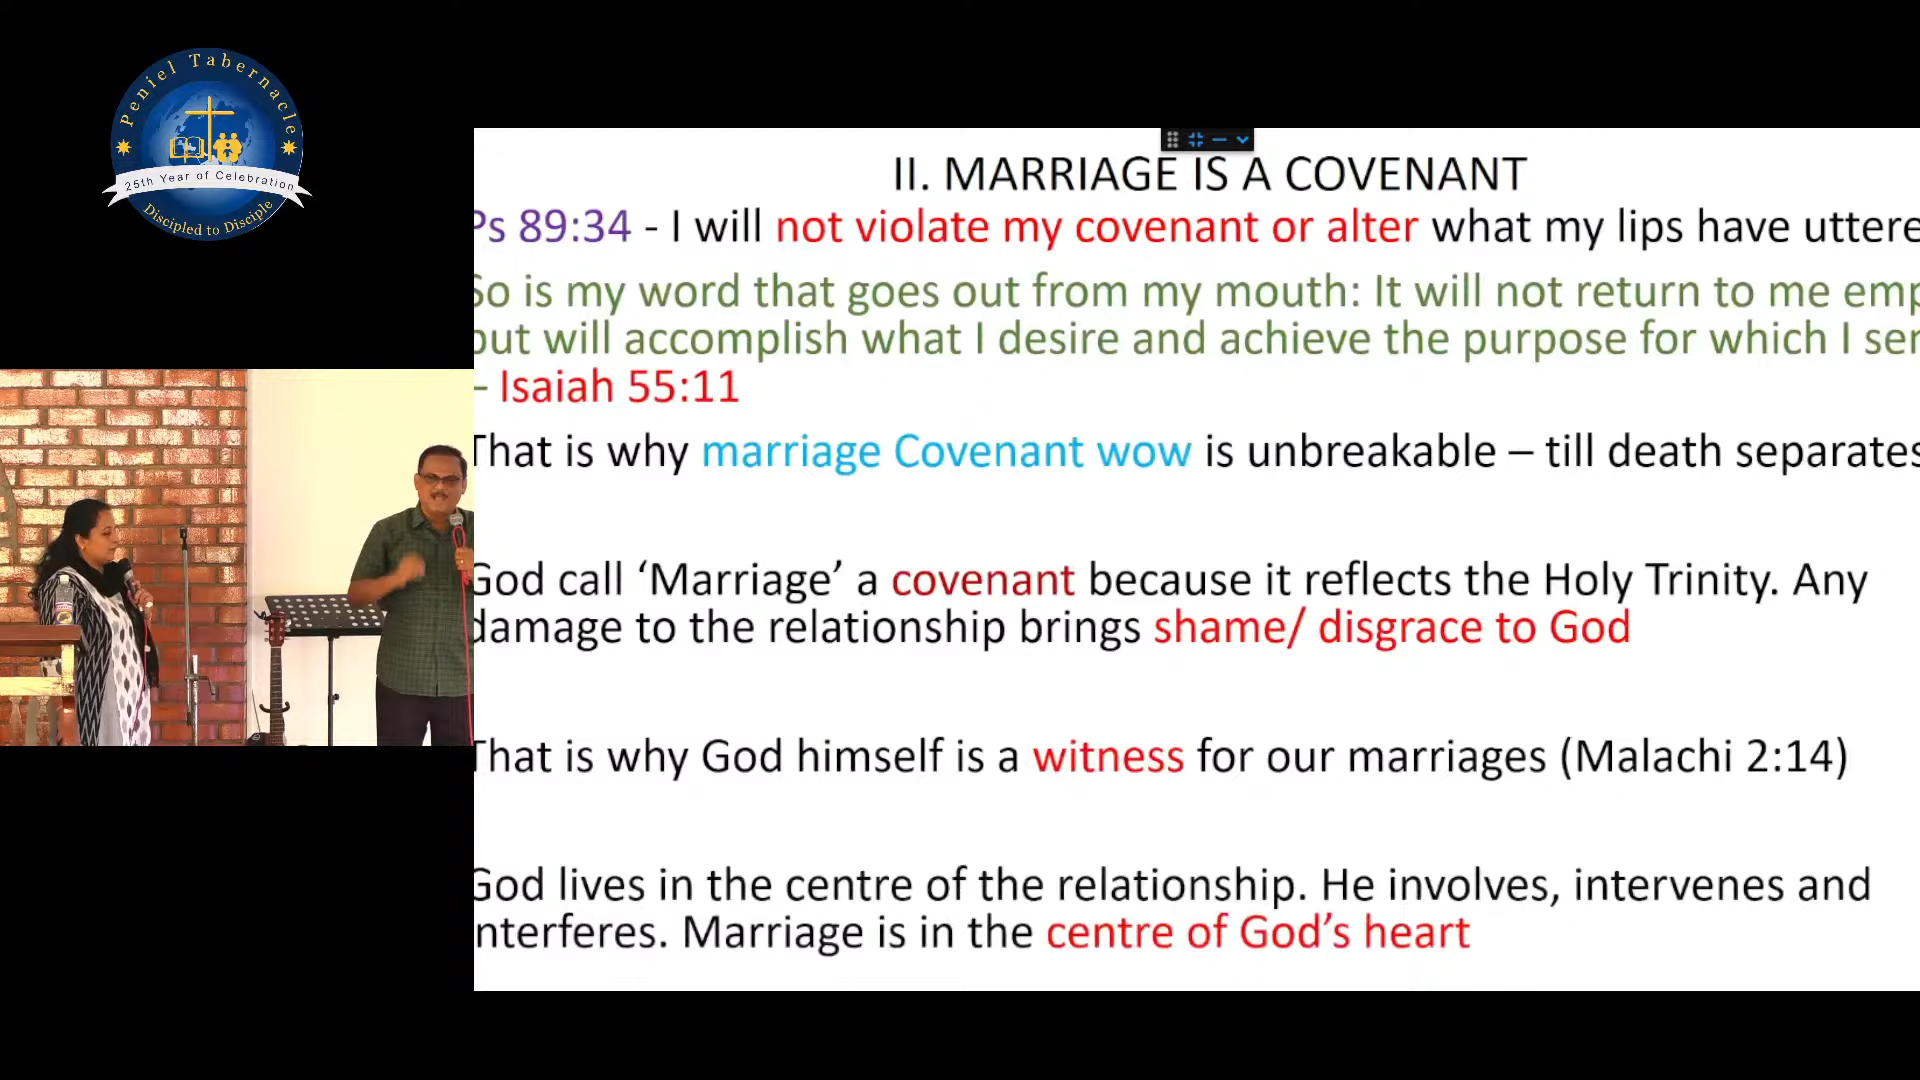 Peniel Tabernacle
25th Year of Celebration
Discipled to Disciple
II. MARRIAGE IS A COVENANT
Ps 89:34 - I will not violate my covenant or alter what my lips have uttere
So is my word that goes out from my mouth: It will not return to me emp
but will accomplish what I desire and achieve the purpose for which I sen
– Isaiah 55:11
That is why marriage Covenant wow is unbreakable – till death separates
God call ‘Marriage’ a covenant because it reflects the Holy Trinity. Any
damage to the relationship brings shame/ disgrace to God
That is why God himself is a witness for our marriages (Malachi 2:14)
God lives in the centre of the relationship. He involves, intervenes and
nterferes. Marriage is in the centre of God’s heart